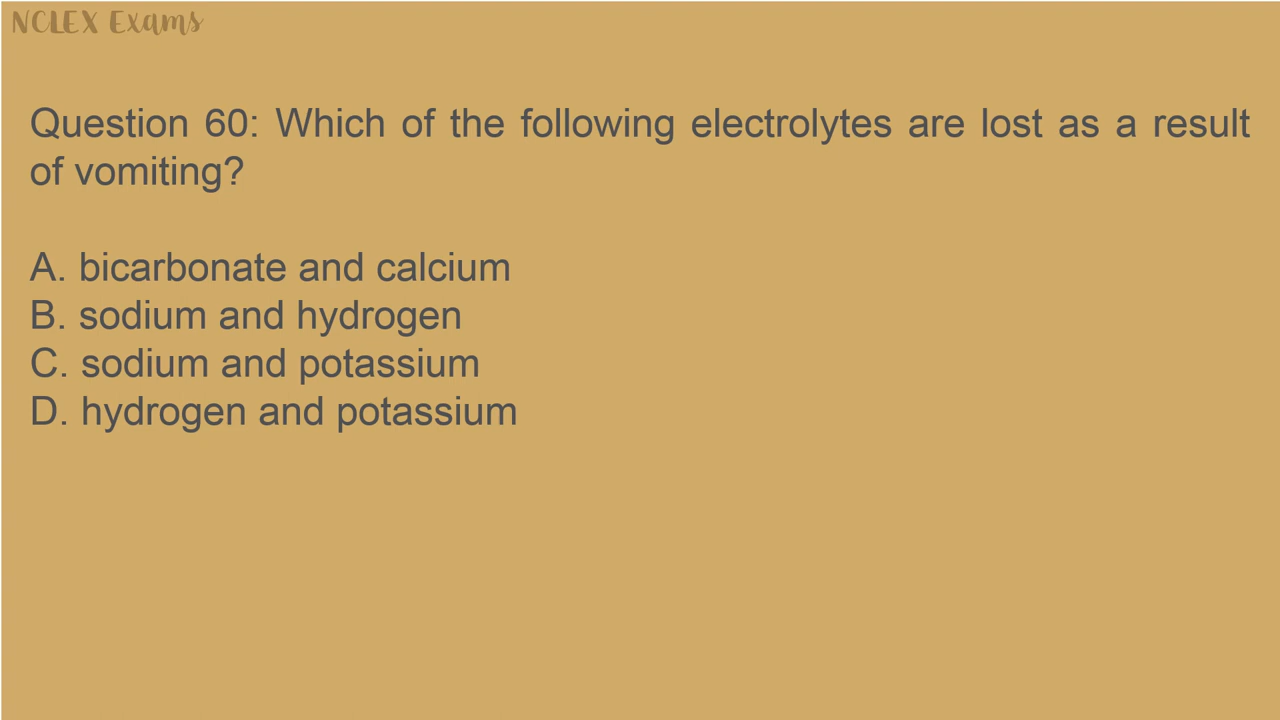 NCLEX Exams
Question 60: Which of the following electrolytes are lost as a result
of vomiting?
A. bicarbonate and calcium
B. sodium and hydrogen
C. sodium and potassium
D. hydrogen and potassium